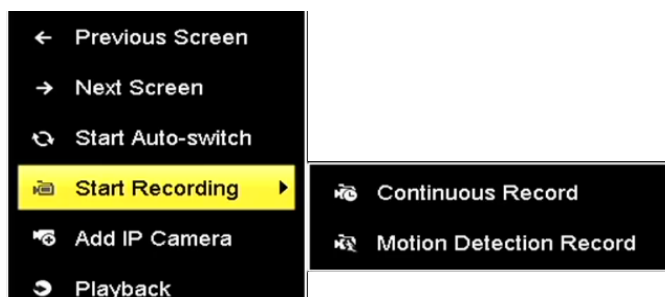 Previous Screen
Next Screen
Start Auto-switch
Start Recording
Continuous Record
Add IP Camera
Motion Detection Record
Playback